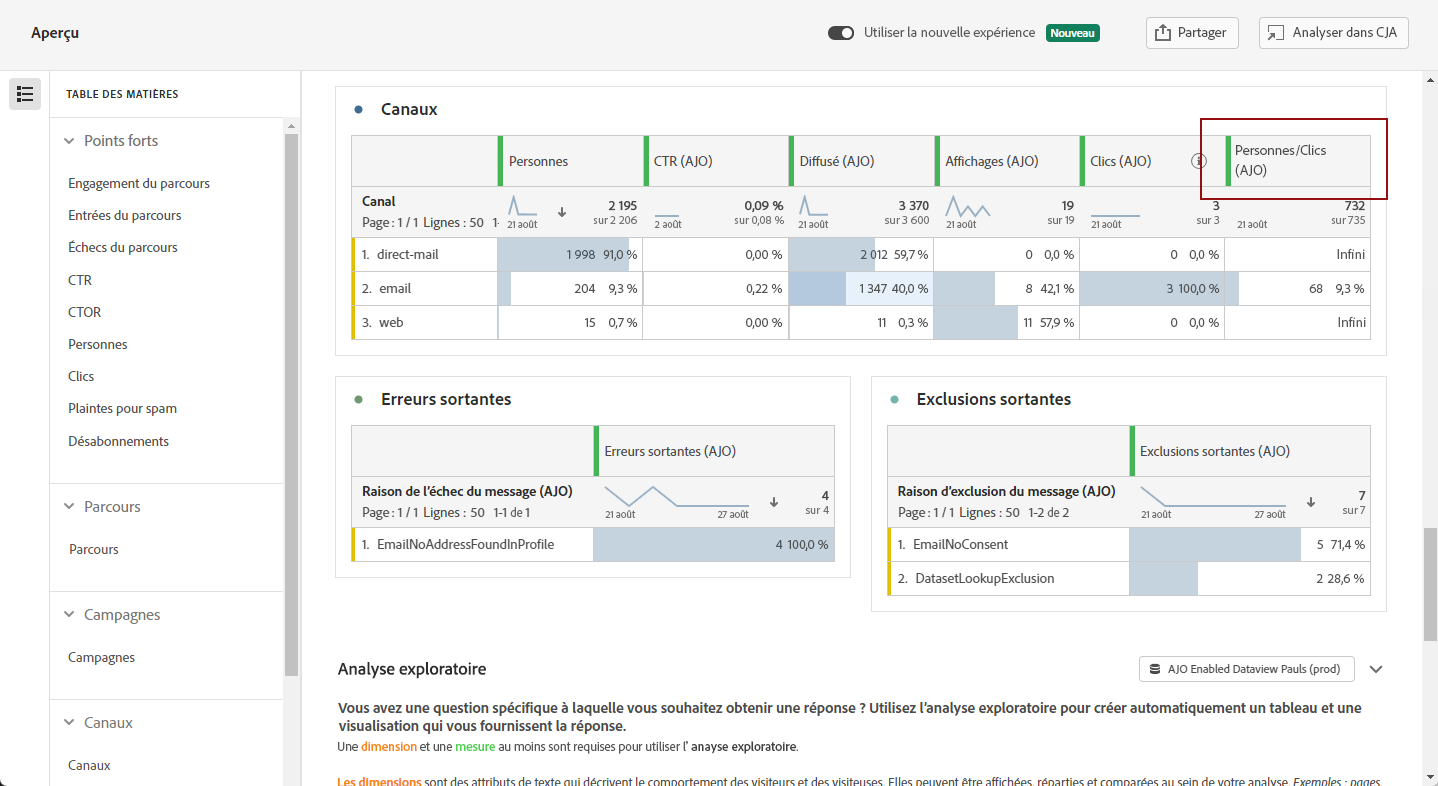 Aperçu
Utiliser la nouvelle expérience
Nouveau
Partager
Analyser dans CJA
TABLE DES MATIÈRES
Points forts
Engagement du parcours
Entrées du parcours
Échecs du parcours
CTR
CTOR
Personnes
Clics
Plaintes pour spam
Désabonnements
Parcours
Parcours
Campagnes
Campagnes
Canaux
Canaux
Canaux
Personnes
CTR (AJO)
Diffusé (AJO)
Affichages (AJO)
Clics (AJO)
Personnes/Clics
(AJO)
Canal
Page : 1 / 1 Lignes : 50 1-
21 août
2 195
sur 2 206
2 août
0,09 %
sur 0,08 %
21 août
3 370
sur 3 600
21 août
19
sur 19
21 août
3
sur 3
21 août
732
sur 735
1. direct-mail 1 998 91,0 % 0,00 % 2 012 59,7 % 0 0,0 % 0 0,0 % Infini
2. email 204 9,3 % 0,22 % 1 347 40,0 % 8 42,1 % 3 100,0 % 68 9,3 %
3. web 15 0,7 % 0,00 % 11 0,3 % 11 57,9 % 0 0,0 % Infini
Erreurs sortantes
Erreurs sortantes (AJO)
Raison de l'échec du message (AJO)
Page : 1 / 1 Lignes : 50 1-1 de 1
21 août
27 août
4
sur 4
1. EmailNoAddressFoundInProfile 4 100,0 %
Exclusions sortantes
Exclusions sortantes (AJO)
Raison d'exclusion du message (AJO)
Page : 1 / 1 Lignes : 50 1-2 de 2
21 août
27 août
7
sur 7
1. EmailNoConsent 5 71,4 %
2. DatasetLookupExclusion 2 28,6 %
Analyse exploratoire
AJO Enabled Dataview Pauls (prod)
Vous avez une question spécifique à laquelle vous souhaitez obtenir une réponse ? Utilisez l'analyse exploratoire pour créer automatiquement un tableau et une
visualisation qui vous fournissent la réponse.
Une dimension et une mesure au moins sont requises pour utiliser l' anayse exploratoire.
Les dimensions sont des attributs de texte qui décrivent le comportement des visiteurs et des visiteuses. Elles peuvent être affichées, réparties et comparées au sein de votre analyse. Exemples : pages,